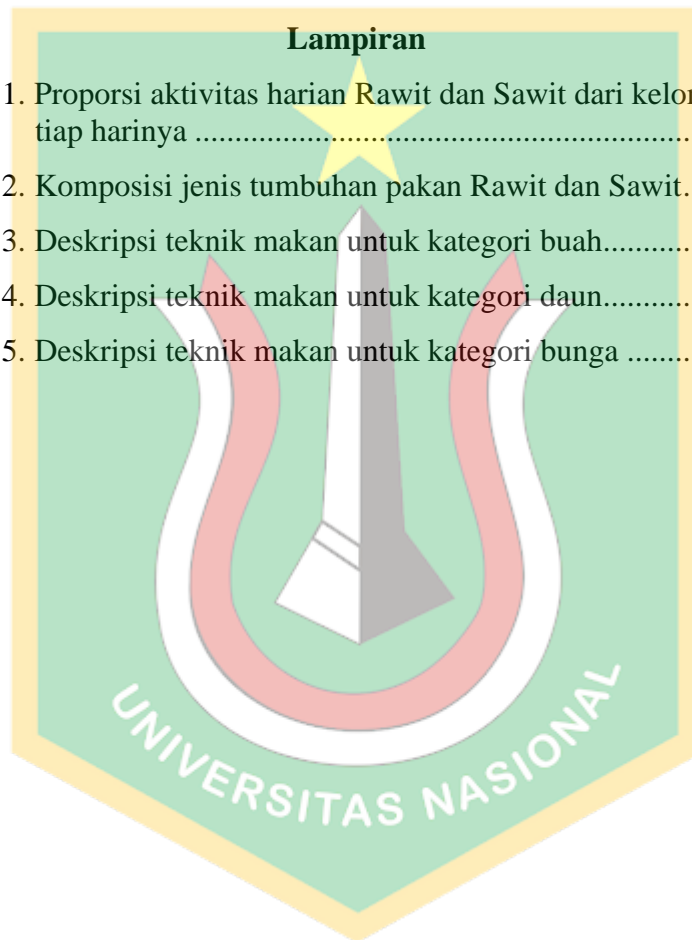 Lampiran
1. Proporsi aktivitas harian Rawit dan Sawit dari
tiap harinya ........................................................................
2. Komposisi jenis tumbuhan pakan Rawit dan Sawit.
3. Deskripsi teknik makan untuk kategori buah............
4. Deskripsi teknik makan untuk kategori daun............
5. Deskripsi teknik makan untuk kategori bunga ........
UNIVERSITAS NASIONAL